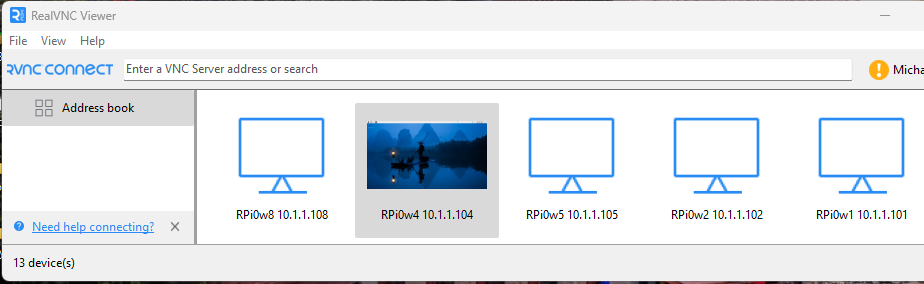 RealVNC Viewer
File View Help
RVNC CONNECT
Enter a VNC Server address or search
Address book
RPi0w8 10.1.1.108
RPi0w4 10.1.1.104
RPi0w5 10.1.1.105
RPi0w2 10.1.1.102
RPi0w1 10.1.1.101
Need help connecting?
13 device(s)